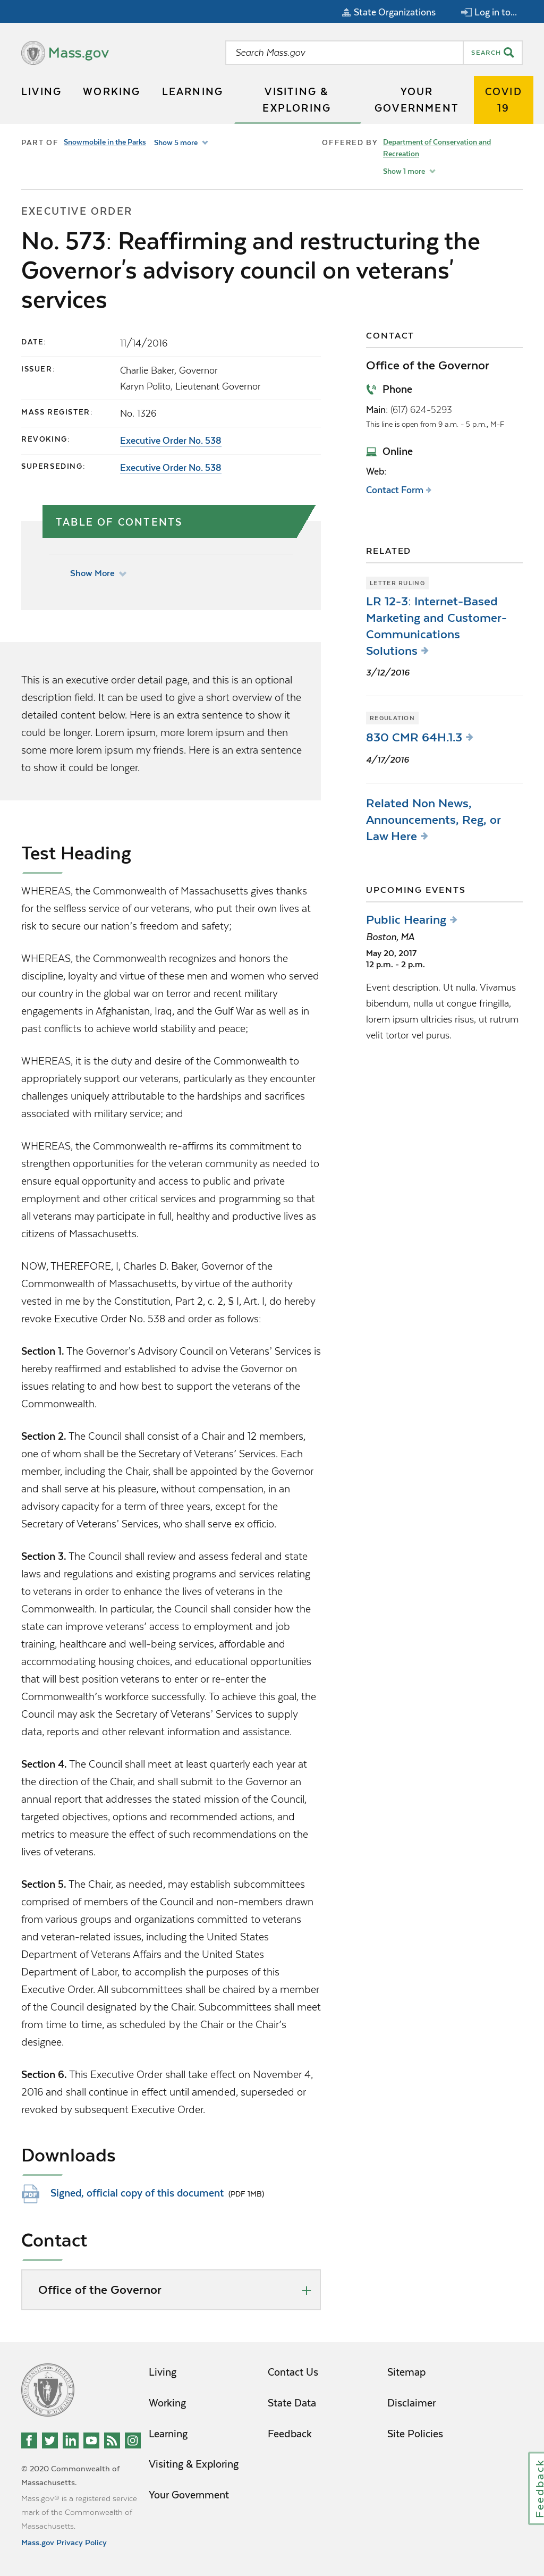 State Organizations
Log in to...
Mass.gov
Search Mass.gov
SEARCH
LIVING
WORKING
LEARNING
VISITING &
EXPLORING
YOUR
GOVERNMENT
COVID
19
PART OF Snowmobile in the Parks Show 5 more
OFFERED BY Department of Conservation and
Recreation
Show 1 more
EXECUTIVE ORDER
No. 573: Reaffirming and restructuring the
Governor's advisory council on veterans'
services
DATE: 11/14/2016
ISSUER: Charlie Baker, Governor
Karyn Polito, Lieutenant Governor
MASS REGISTER: No. 1326
REVOKING: Executive Order No. 538
SUPERSEDING: Executive Order No. 538
TABLE OF CONTENTS
Show More
This is an executive order detail page, and this is an optional
description field. It can be used to give a short overview of the
detailed content below. Here is an extra sentence to show it
could be longer. Lorem ipsum, more lorem ipsum and then
some more lorem ipsum my friends. Here is an extra sentence
to show it could be longer.
Test Heading
WHEREAS, the Commonwealth of Massachusetts gives thanks
for the selfless service of our veterans, who put their own lives at
risk to secure our nation's freedom and safety;
WHEREAS, the Commonwealth recognizes and honors the
discipline, loyalty and virtue of these men and women who served
our country in the global war on terror and recent military
engagements in Afghanistan, Iraq, and the Gulf War as well as in
past conflicts to achieve world stability and peace;
WHEREAS, it is the duty and desire of the Commonwealth to
appropriately support our veterans, particularly as they encounter
challenges uniquely attributable to the hardships and sacrifices
associated with military service; and
WHEREAS, the Commonwealth re-affirms its commitment to
strengthen opportunities for the veteran community as needed to
ensure equal opportunity and access to public and private
employment and other critical services and programming so that
all veterans may participate in full, healthy and productive lives as
citizens of Massachusetts.
NOW, THEREFORE, I, Charles D. Baker, Governor of the
Commonwealth of Massachusetts, by virtue of the authority
vested in me by the Constitution, Part 2, c. 2, § I, Art. I, do hereby
revoke Executive Order No. 538 and order as follows:
Section 1. The Governor's Advisory Council on Veterans' Services is
hereby reaffirmed and established to advise the Governor on
issues relating to and how best to support the veterans of the
Commonwealth.
Section 2. The Council shall consist of a Chair and 12 members,
one of whom shall be the Secretary of Veterans' Services. Each
member, including the Chair, shall be appointed by the Governor
and shall serve at his pleasure, without compensation, in an
advisory capacity for a term of three years, except for the
Secretary of Veterans' Services, who shall serve ex officio.
Section 3. The Council shall review and assess federal and state
laws and regulations and existing programs and services relating
to veterans in order to enhance the lives of veterans in the
Commonwealth. In particular, the Council shall consider how the
state can improve veterans' access to employment and job
training, healthcare and well-being services, affordable and
accommodating housing choices, and educational opportunities
that will best position veterans to enter or re-enter the
Commonwealth's workforce successfully. To achieve this goal, the
Council may ask the Secretary of Veterans' Services to supply
data, reports and other relevant information and assistance.
Section 4. The Council shall meet at least quarterly each year at
the direction of the Chair, and shall submit to the Governor an
annual report that addresses the stated mission of the Council,
targeted objectives, options and recommended actions, and
metrics to measure the effect of such recommendations on the
lives of veterans.
Section 5. The Chair, as needed, may establish subcommittees
comprised of members of the Council and non-members drawn
from various groups and organizations committed to veterans
and veteran-related issues, including the United States
Department of Veterans Affairs and the United States
Department of Labor, to accomplish the purposes of this
Executive Order. All subcommittees shall be chaired by a member
of the Council designated by the Chair. Subcommittees shall meet
from time to time, as scheduled by the Chair or the Chair's
designee.
Section 6. This Executive Order shall take effect on November 4,
2016 and shall continue in effect until amended, superseded or
revoked by subsequent Executive Order.
Downloads
PDF Signed, official copy of this document (PDF 1MB)
Contact
Office of the Governor
CONTACT
Office of the Governor
Phone
Main: (617) 624-5293
This line is open from 9 a.m. - 5 p.m., M-F
Online
Web:
Contact Form
RELATED
LETTER RULING
LR 12-3: Internet-Based
Marketing and Customer-
Communications
Solutions
3/12/2016
REGULATION
830 CMR 64H.1.3
4/17/2016
Related Non News,
Announcements, Reg, or
Law Here
UPCOMING EVENTS
Public Hearing
Boston, MA
May 20, 2017
12 p.m. - 2 p.m.
Event description. Ut nulla. Vivamus
bibendum, nulla ut congue fringilla,
lorem ipsum ultricies risus, ut rutrum
velit tortor vel purus.
Living
Working
Learning
Visiting & Exploring
Your Government
Contact Us
State Data
Feedback
Sitemap
Disclaimer
Site Policies
© 2020 Commonwealth of
Massachusetts.
Mass.gov® is a registered service
mark of the Commonwealth of
Massachusetts.
Mass.gov Privacy Policy
Feedback